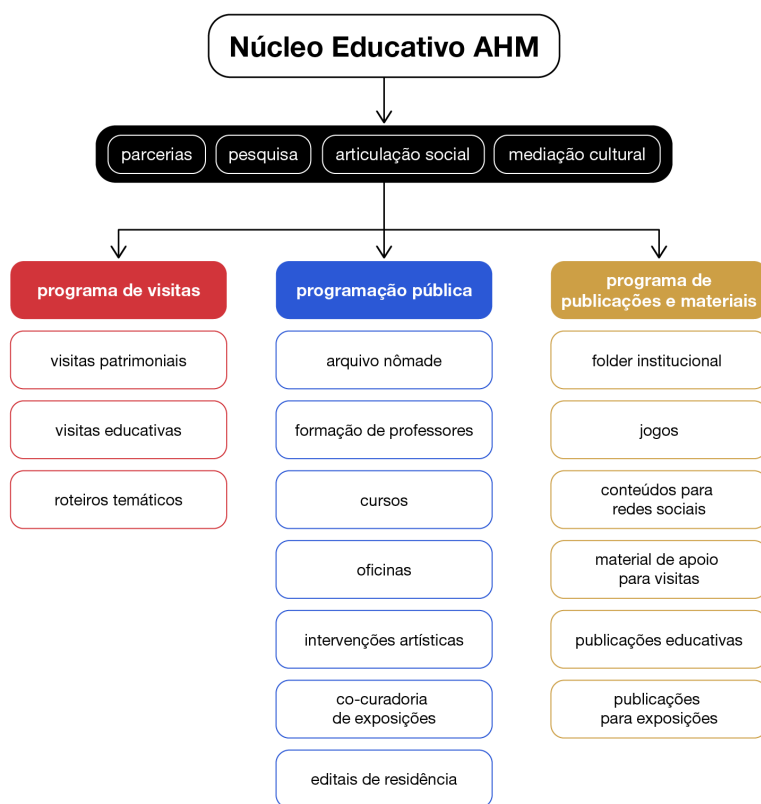 Núcleo Educativo AHM
parcerias
pesquisa
articulação social
mediação cultural
programa de visitas
visitas patrimoniais
visitas educativas
roteiros temáticos
programação pública
arquivo nômade
formação de professores
cursos
oficinas
intervenções artísticas
co-curadoria
de exposições
editais de residência
programa de
publicações e materiais
folder institucional
jogos
conteúdos para
redes sociais
material de apoio
para visitas
publicações educativas
publicações
para exposições